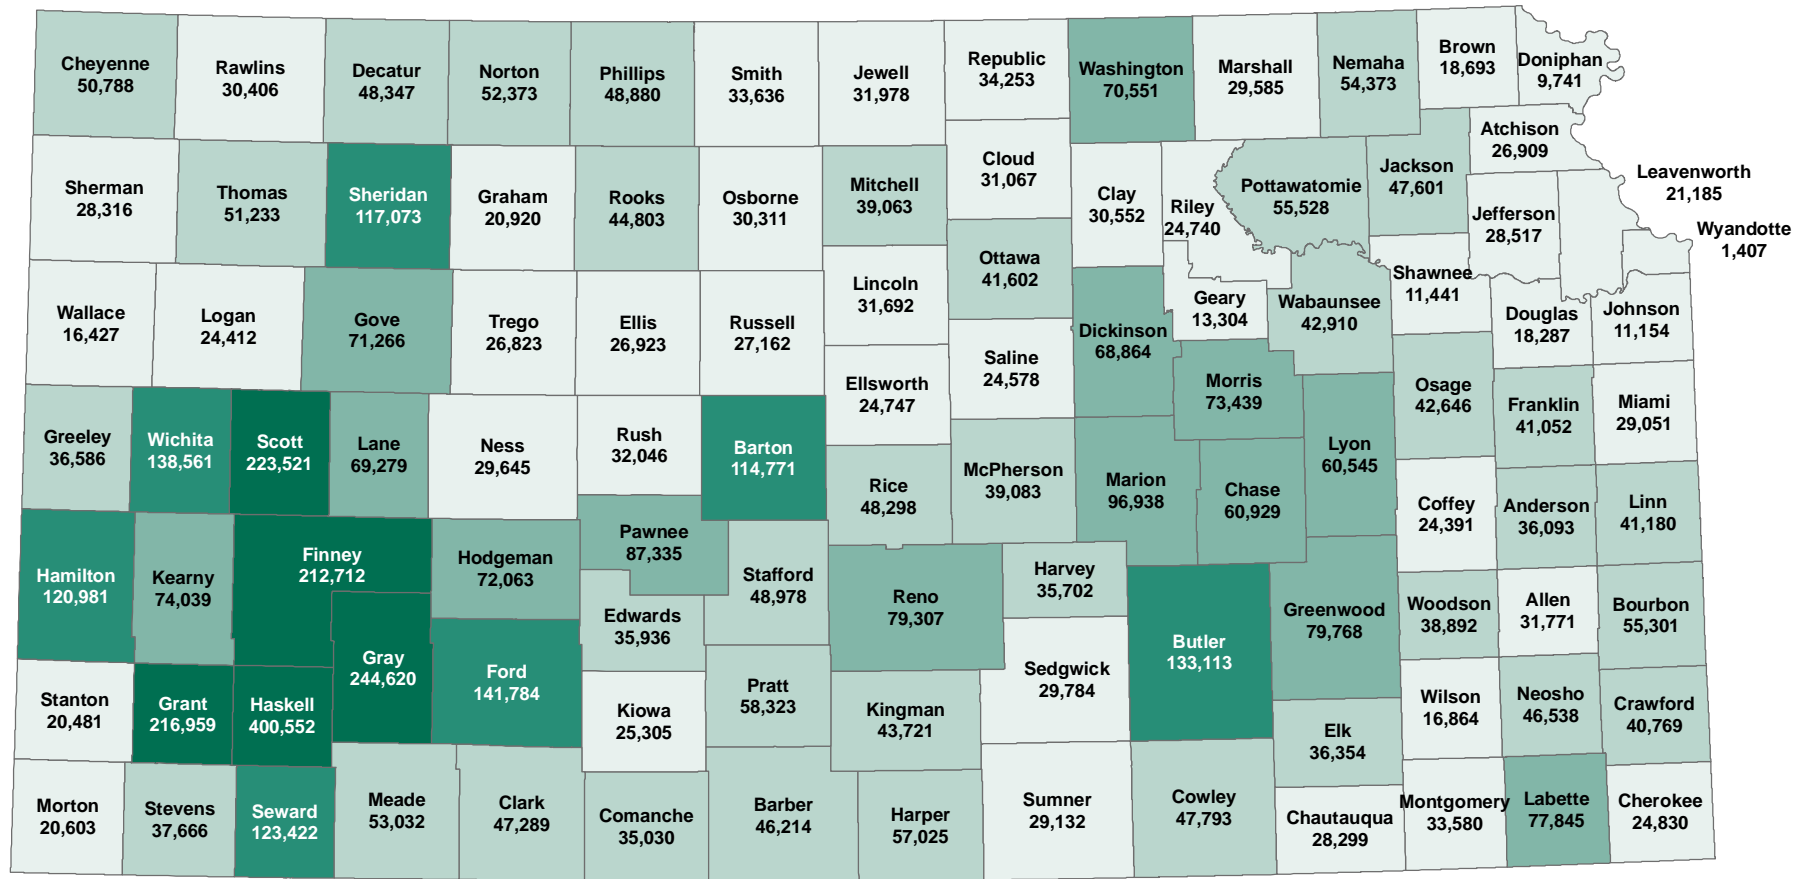 Cheyenne
50,788
Rawlins
30,406
Decatur
48,347
Norton
52,373
Phillips
48,880
Smith
33,636
Jewell
31,978
Republic
34,253
Washington
70,551
Marshall
29,585
Nemaha
54,373
Brown
18,693
Doniphan
9,741
Atchison
26,909
Sherman
28,316
Thomas
51,233
Sheridan
117,073
Graham
20,920
Rooks
44,803
Osborne
30,311
Mitchell
39,063
Cloud
31,067
Clay
30,552
Riley
24,740
Pottawatomie
55,528
Jackson
47,601
Jefferson
28,517
Leavenworth
21,185
Wyandotte
1,407
Wallace
16,427
Logan
24,412
Gove
71,266
Trego
26,823
Ellis
26,923
Russell
27,162
Lincoln
31,692
Ottawa
41,602
Saline
24,578
Dickinson
68,864
Geary
13,304
Wabaunsee
42,910
Shawnee
11,441
Douglas
18,287
Johnson
11,154
Greeley
36,586
Wichita
138,561
Scott
223,521
Lane
69,279
Ness
29,645
Rush
32,046
Barton
114,771
Ellsworth
24,747
Rice
48,298
McPherson
39,083
Marion
96,938
Morris
73,439
Chase
60,929
Lyon
60,545
Osage
42,646
Franklin
41,052
Miami
29,051
Coffey
24,391
Anderson
36,093
Linn
41,180
Hamilton
120,981
Kearny
74,039
Finney
212,712
Hodgeman
72,063
Pawnee
87,335
Edwards
35,936
Stafford
48,978
Reno
79,307
Harvey
35,702
Butler
133,113
Greenwood
79,768
Woodson
38,892
Allen
31,771
Bourbon
55,301
Stanton
20,481
Grant
216,959
Haskell
400,552
Gray
244,620
Ford
141,784
Kiowa
25,305
Pratt
58,323
Kingman
43,721
Sedgwick
29,784
Elk
36,354
Wilson
16,864
Neosho
46,538
Crawford
40,769
Morton
20,603
Stevens
37,666
Seward
123,422
Meade
53,032
Clark
47,289
Comanche
35,030
Barber
46,214
Harper
57,025
Sumner
29,132
Cowley
47,793
Chautauqua
28,299
Montgomery
33,580
Labette
77,845
Cherokee
24,830